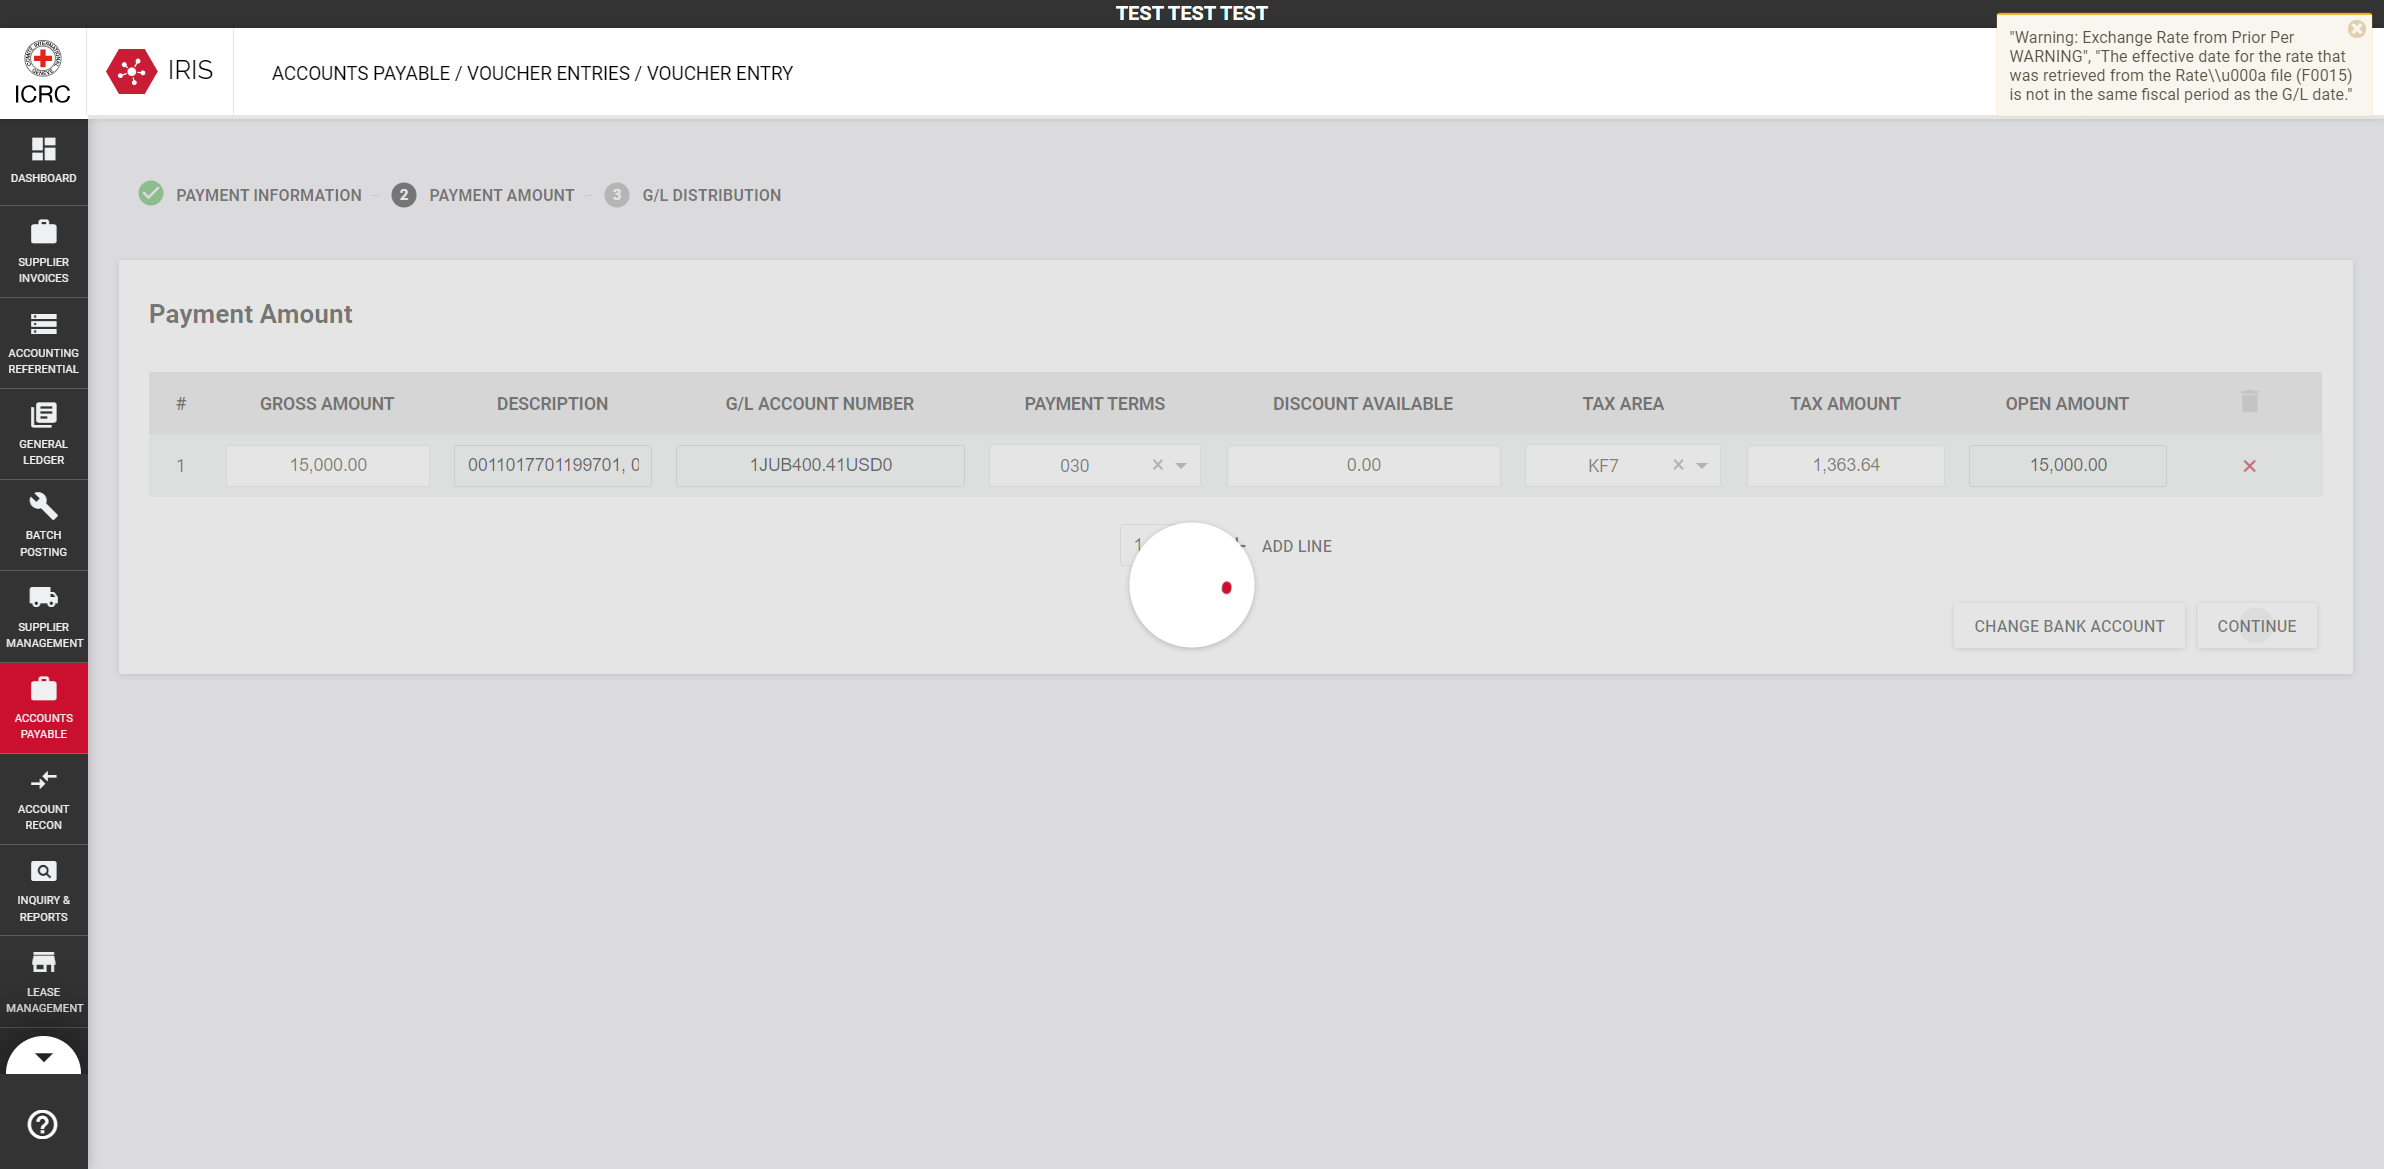 TEST TEST TEST
"Warning: Exchange Rate from Prior Per
WARNING", "The effective date for the rate that
was retrieved from the Rate\\u000a file (F0015)
is not in the same fiscal period as the G/L date."
COMITE INTERNATIONAL
GENEVE
ICRC
IRIS
ACCOUNTS PAYABLE / VOUCHER ENTRIES / VOUCHER ENTRY
DASHBOARD
SUPPLIER
INVOICES
ACCOUNTING
REFERENTIAL
GENERAL
LEDGER
BATCH
POSTING
SUPPLIER
MANAGEMENT
ACCOUNTS
PAYABLE
ACCOUNT
RECON
INQUIRY &
REPORTS
LEASE
MANAGEMENT
PAYMENT INFORMATION - 2 PAYMENT AMOUNT - 3 G/L DISTRIBUTION
Payment Amount
# GROSS AMOUNT DESCRIPTION G/L ACCOUNT NUMBER PAYMENT TERMS DISCOUNT AVAILABLE TAX AREA TAX AMOUNT OPEN AMOUNT
1 15,000.00 0011017701199701, 0 1JUB400.41USD0 030 0.00 KF7 1,363.64 15,000.00
1 ADD LINE
CHANGE BANK ACCOUNT CONTINUE